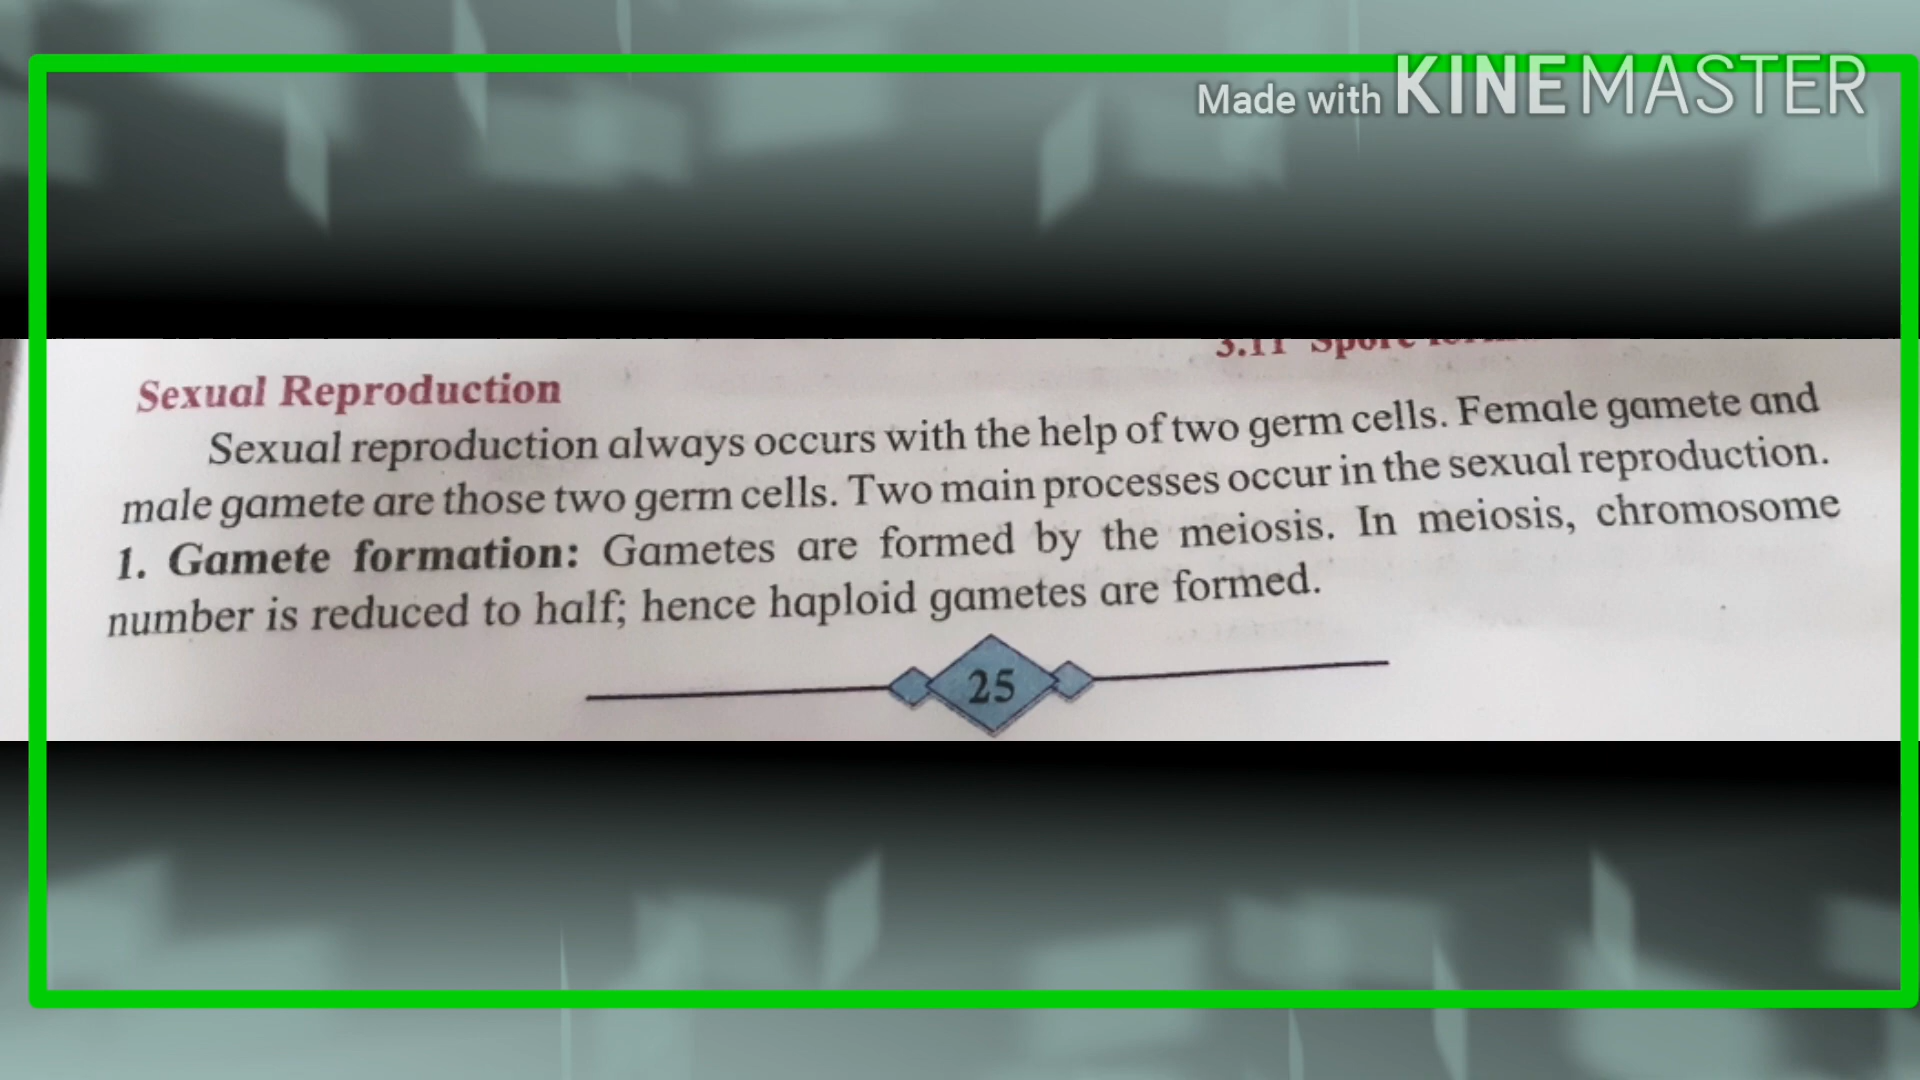 Made with KINEMASTER
3.11 Spore
Sexual Reproduction
Sexual reproduction always occurs with the help of two germ cells. Female gamete and
male gamete are those two germ cells. Two main processes occur in the sexual reproduction.
1. Gamete formation: Gametes are formed by the meiosis. In meiosis, chromosome
number is reduced to half; hence haploid gametes are formed.
25